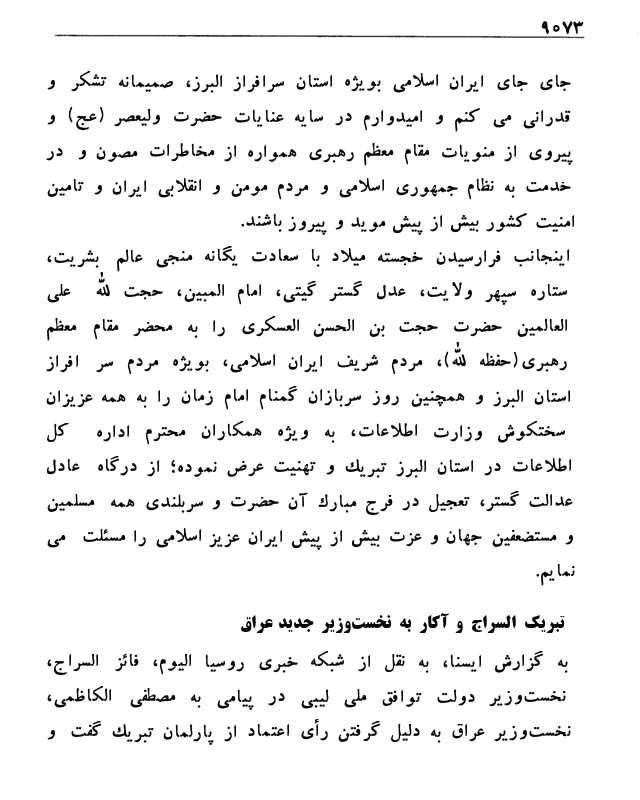 ۹۰۷۳
جای جای ایران اسلامی بویژه استان سرافراز البرز، صمیمانه تشکر و
قدرانی می کنم و امیدوارم در سایه عنایات حضرت ولیعصر (عج) و
پیروی از منویات مقام معظم رهبری همواره از مخاطرات مصون و در
خدمت به نظام جمهوری اسلامی و مردم مومن و انقلابی ایران و تامین
امنیت کشور بیش از پیش موید و پیروز باشند.
اینجانب فرارسیدن خجسته میلاد با سعادت یگانه منجی عالم بشریت،
ستاره سپهر ولایت، عدل گستر گیتی، امام المبین، حجت لله علی
العالمین حضرت حجت بن الحسن العسکری را به محضر مقام معظم
رهبری(حفظه لله)، مردم شریف ایران اسلامی، بویژه مردم سر افراز
استان البرز و همچنین روز سربازان گمنام امام زمان را به همه عزیزان
سختکوش وزارت اطلاعات، به ویژه همکاران محترم اداره کل
اطلاعات در استان البرز تبریك و تهنیت عرض نموده؛ از درگاه عادل
عدالت گستر، تعجیل در فرج مبارك آن حضرت و سربلندی همه مسلمین
و مستضعفین جهان و عزت بیش از پیش ایران عزیز اسلامی را مسئلت می
نمایم.
تبریک السراج و آکار به نخست‌وزیر جدید عراق
به گزارش ایسنا، به نقل از شبکه خبری روسیا الیوم، فائز السراج،
نخست‌وزیر دولت توافق ملی لیبی در پیامی به مصطفی الکاظمی،
نخست‌وزیر عراق به دلیل گرفتن رأی اعتماد از پارلمان تبریك گفت و